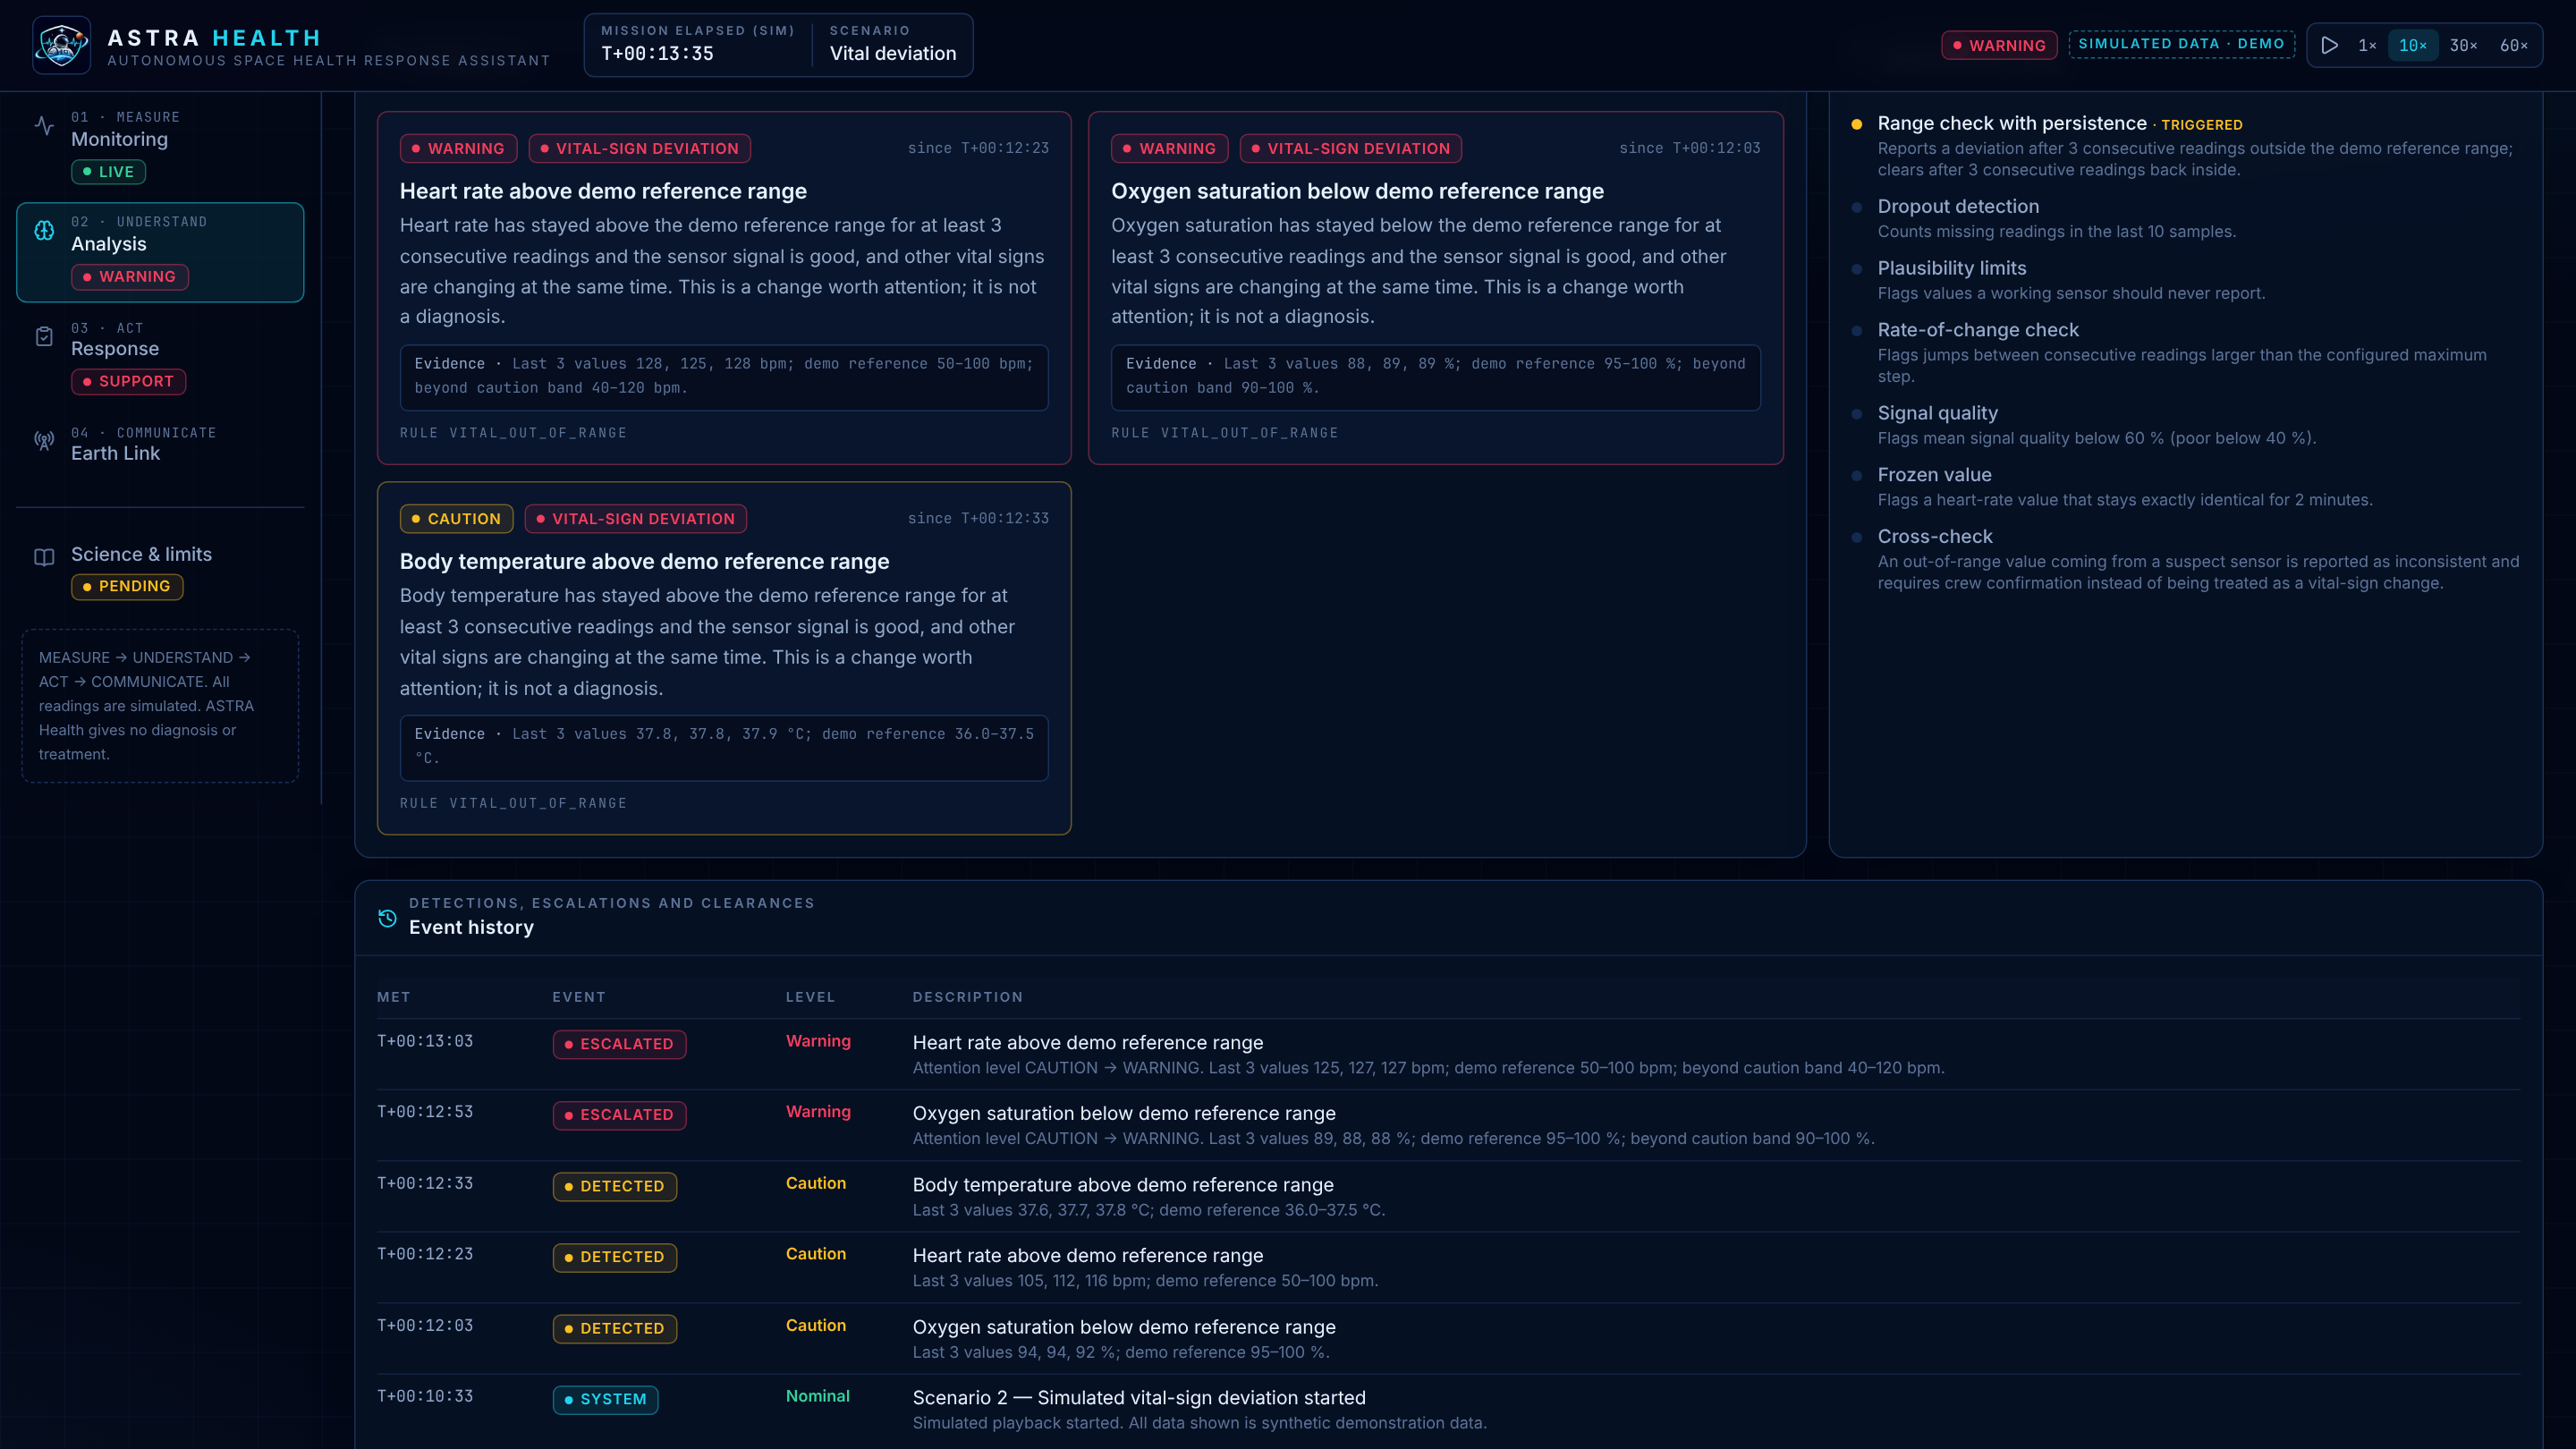 ASTRA HEALTH
AUTONOMOUS SPACE HEALTH RESPONSE ASSISTANT
MISSION ELAPSED (SIM)
T+00:13:35
SCENARIO
Vital deviation
WARNING
SIMULATED DATA · DEMO
1×
10×
30×
60×
01 · MEASURE
Monitoring
LIVE
02 · UNDERSTAND
Analysis
WARNING
03 · ACT
Response
SUPPORT
04 · COMMUNICATE
Earth Link
Science & limits
PENDING
MEASURE → UNDERSTAND →
ACT → COMMUNICATE. All
readings are simulated. ASTRA
Health gives no diagnosis or
treatment.
WARNING
VITAL-SIGN DEVIATION
since T+00:12:23
Heart rate above demo reference range
Heart rate has stayed above the demo reference range for at least 3
consecutive readings and the sensor signal is good, and other vital signs
are changing at the same time. This is a change worth attention; it is not
a diagnosis.
Evidence · Last 3 values 128, 125, 128 bpm; demo reference 50–100 bpm;
beyond caution band 40–120 bpm.
RULE VITAL_OUT_OF_RANGE
WARNING
VITAL-SIGN DEVIATION
since T+00:12:03
Oxygen saturation below demo reference range
Oxygen saturation has stayed below the demo reference range for at
least 3 consecutive readings and the sensor signal is good, and other
vital signs are changing at the same time. This is a change worth
attention; it is not a diagnosis.
Evidence · Last 3 values 88, 89, 89 %; demo reference 95–100 %; beyond
caution band 90–100 %.
RULE VITAL_OUT_OF_RANGE
CAUTION
VITAL-SIGN DEVIATION
since T+00:12:33
Body temperature above demo reference range
Body temperature has stayed above the demo reference range for at
least 3 consecutive readings and the sensor signal is good, and other
vital signs are changing at the same time. This is a change worth
attention; it is not a diagnosis.
Evidence · Last 3 values 37.8, 37.8, 37.9 °C; demo reference 36.0–37.5
°C.
RULE VITAL_OUT_OF_RANGE
Range check with persistence · TRIGGERED
Reports a deviation after 3 consecutive readings outside the demo reference range;
clears after 3 consecutive readings back inside.
Dropout detection
Counts missing readings in the last 10 samples.
Plausibility limits
Flags values a working sensor should never report.
Rate-of-change check
Flags jumps between consecutive readings larger than the configured maximum
step.
Signal quality
Flags mean signal quality below 60 % (poor below 40 %).
Frozen value
Flags a heart-rate value that stays exactly identical for 2 minutes.
Cross-check
An out-of-range value coming from a suspect sensor is reported as inconsistent and
requires crew confirmation instead of being treated as a vital-sign change.
DETECTIONS, ESCALATIONS AND CLEARANCES
Event history
MET EVENT LEVEL DESCRIPTION
T+00:13:03 ESCALATED Warning Heart rate above demo reference range
Attention level CAUTION → WARNING. Last 3 values 125, 127, 127 bpm; demo reference 50–100 bpm; beyond caution band 40–120 bpm.
T+00:12:53 ESCALATED Warning Oxygen saturation below demo reference range
Attention level CAUTION → WARNING. Last 3 values 89, 88, 88 %; demo reference 95–100 %; beyond caution band 90–100 %.
T+00:12:33 DETECTED Caution Body temperature above demo reference range
Last 3 values 37.6, 37.7, 37.8 °C; demo reference 36.0–37.5 °C.
T+00:12:23 DETECTED Caution Heart rate above demo reference range
Last 3 values 105, 112, 116 bpm; demo reference 50–100 bpm.
T+00:12:03 DETECTED Caution Oxygen saturation below demo reference range
Last 3 values 94, 94, 92 %; demo reference 95–100 %.
T+00:10:33 SYSTEM Nominal Scenario 2 — Simulated vital-sign deviation started
Simulated playback started. All data shown is synthetic demonstration data.